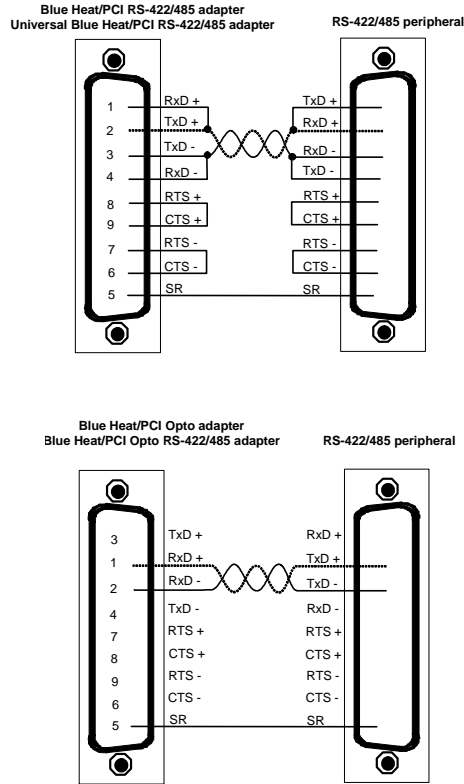 Blue Heat/PCI RS-422/485 adapter
Universal Blue Heat/PCI RS-422/485 adapter
RS-422/485 peripheral
1 RxD + TxD +
2 TxD + RxD +
3 TxD - RxD -
4 RxD - TxD -
8 RTS + RTS +
9 CTS + CTS +
7 RTS - RTS -
6 CTS - CTS -
5 SR SR
Blue Heat/PCI Opto adapter
Blue Heat/PCI Opto RS-422/485 adapter
RS-422/485 peripheral
3 TxD + RxD +
1 RxD + TxD +
2 RxD - TxD -
4 TxD - RxD -
7 RTS + RTS +
8 CTS + CTS +
9 RTS - RTS -
6 CTS - CTS -
5 SR SR